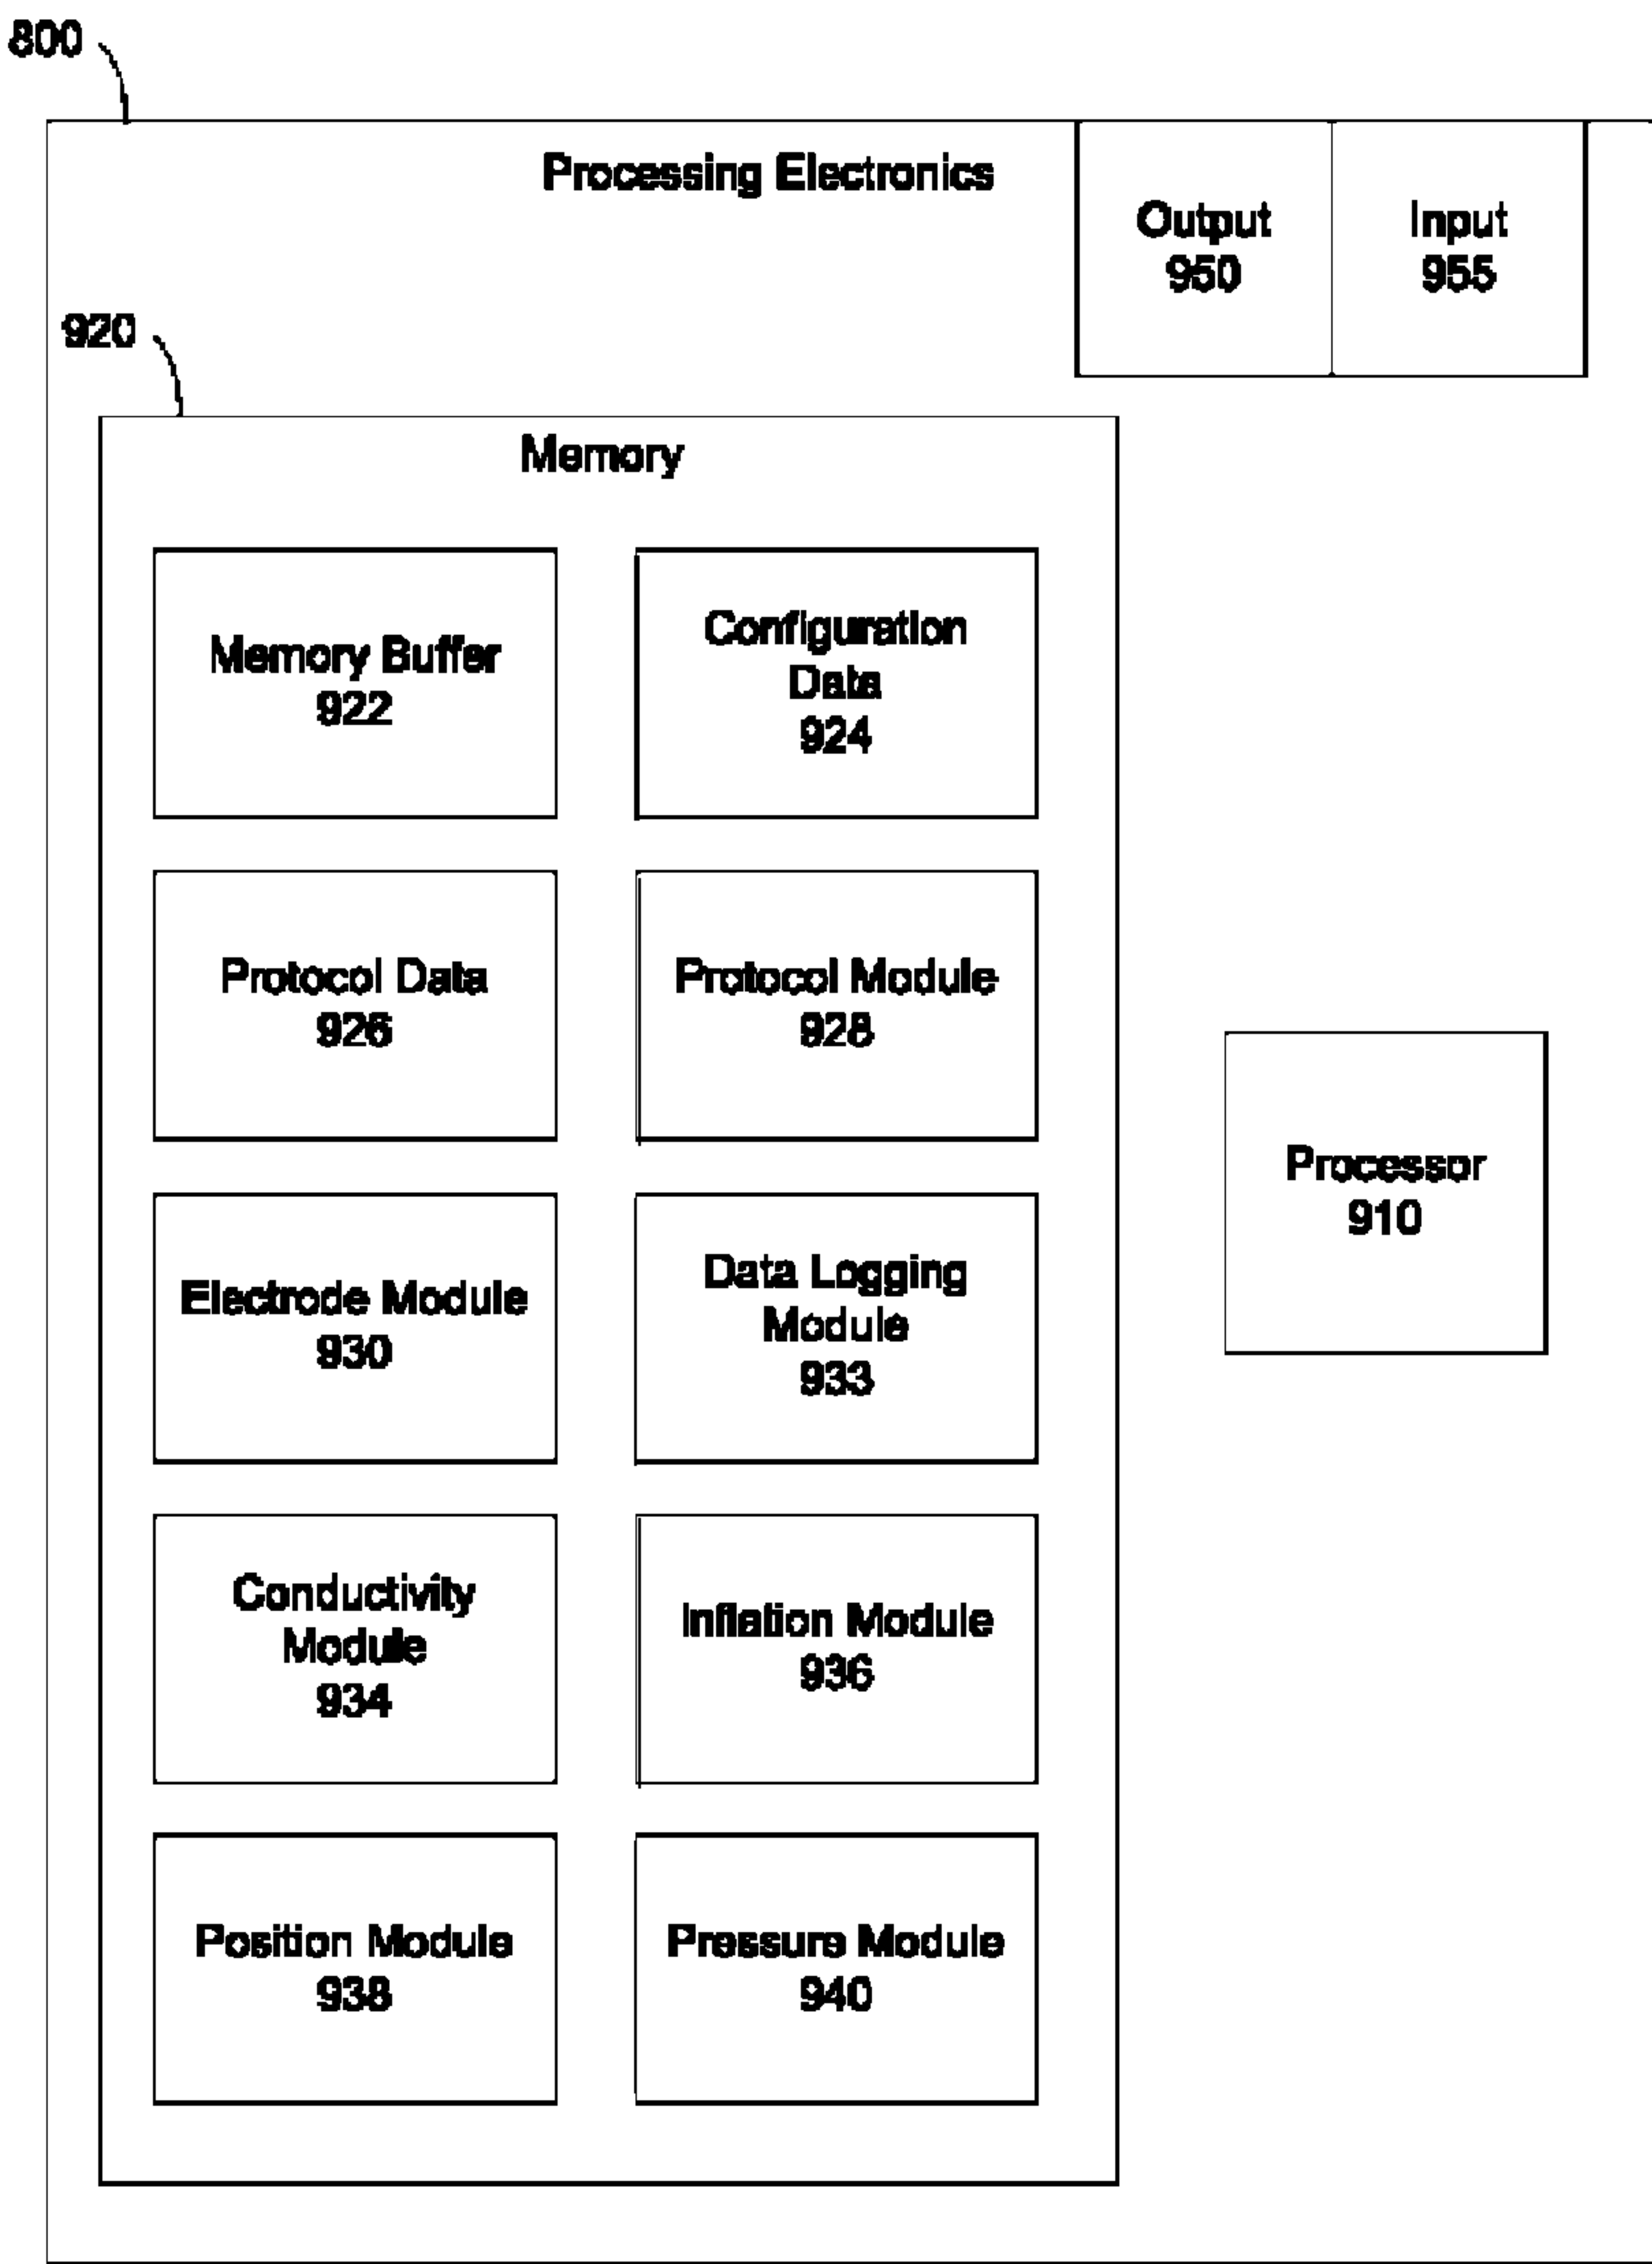 800
Processing Electronics
Output
950
Input
955
920
Memory
Memory Buffer
922
Configuration
Data
924
Protocol Data
926
Protocol Module
928
Electrode Module
930
Data Logging
Module
933
Conductivity
Module
934
Inflation Module
936
Position Module
938
Pressure Module
940
Processor
910